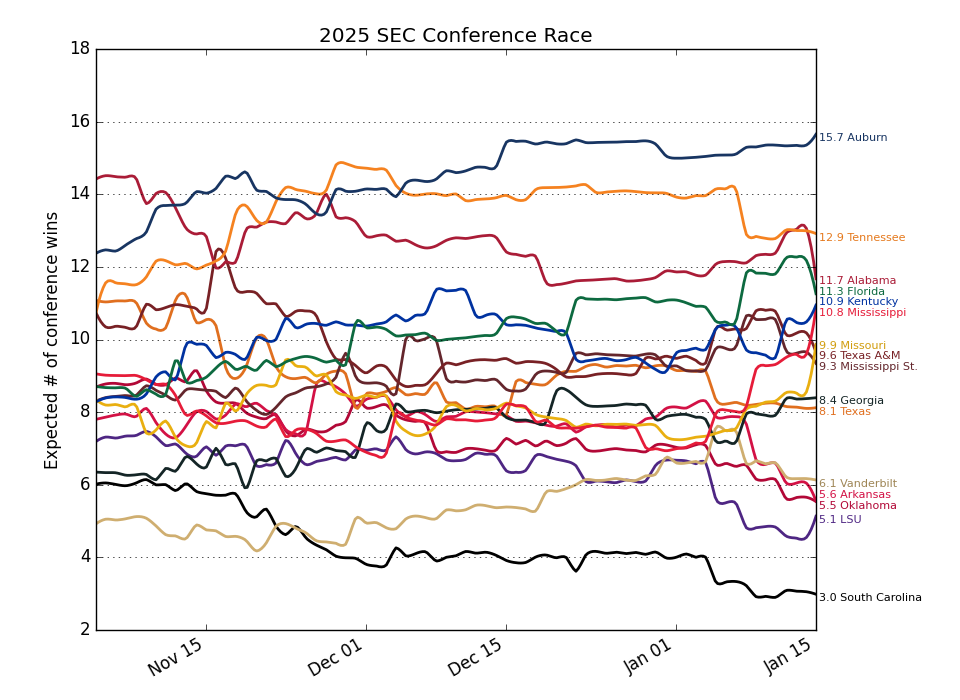 2025 SEC Conference Race
Expected # of conference wins
18
16
14
12
10
8
6
4
2
Nov 15
Dec 01
Dec 15
Jan 01
Jan 15
15.7 Auburn
12.9 Tennessee
11.7 Alabama
11.3 Florida
10.9 Kentucky
10.8 Mississippi
9.9 Missouri
9.6 Texas A&M
9.3 Mississippi St.
8.4 Georgia
8.1 Texas
6.1 Vanderbilt
5.6 Arkansas
5.5 Oklahoma
5.1 LSU
3.0 South Carolina